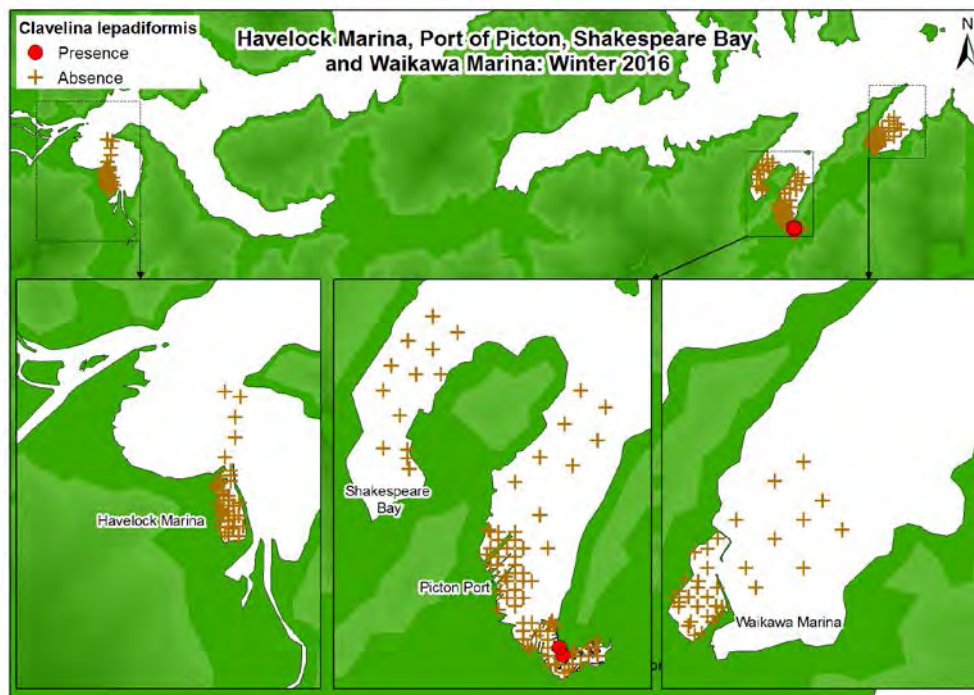 Clavelina lepadiformis
Presence
Absence
Havelock Marina, Port of Picton, Shakespeare Bay
and Waikawa Marina: Winter 2016
N
Havelock Marina
Shakespeare
Bay
Picton Port
Waikawa Marina